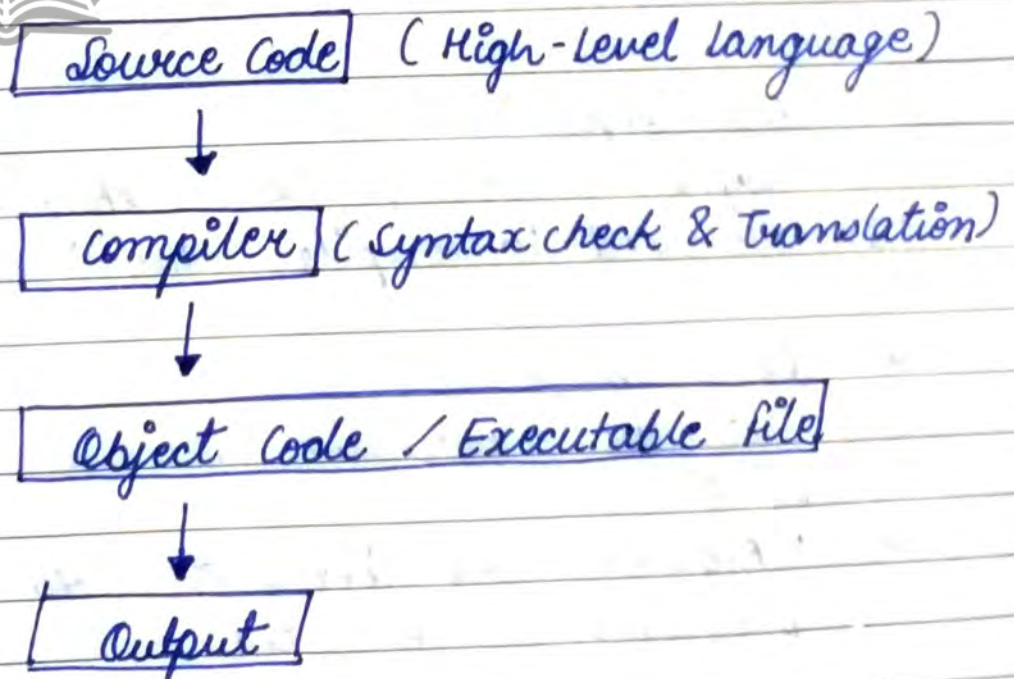 Source Code (High-Level Language)
Compiler (Syntax check & Translation)
Object Code / Executable file
Output